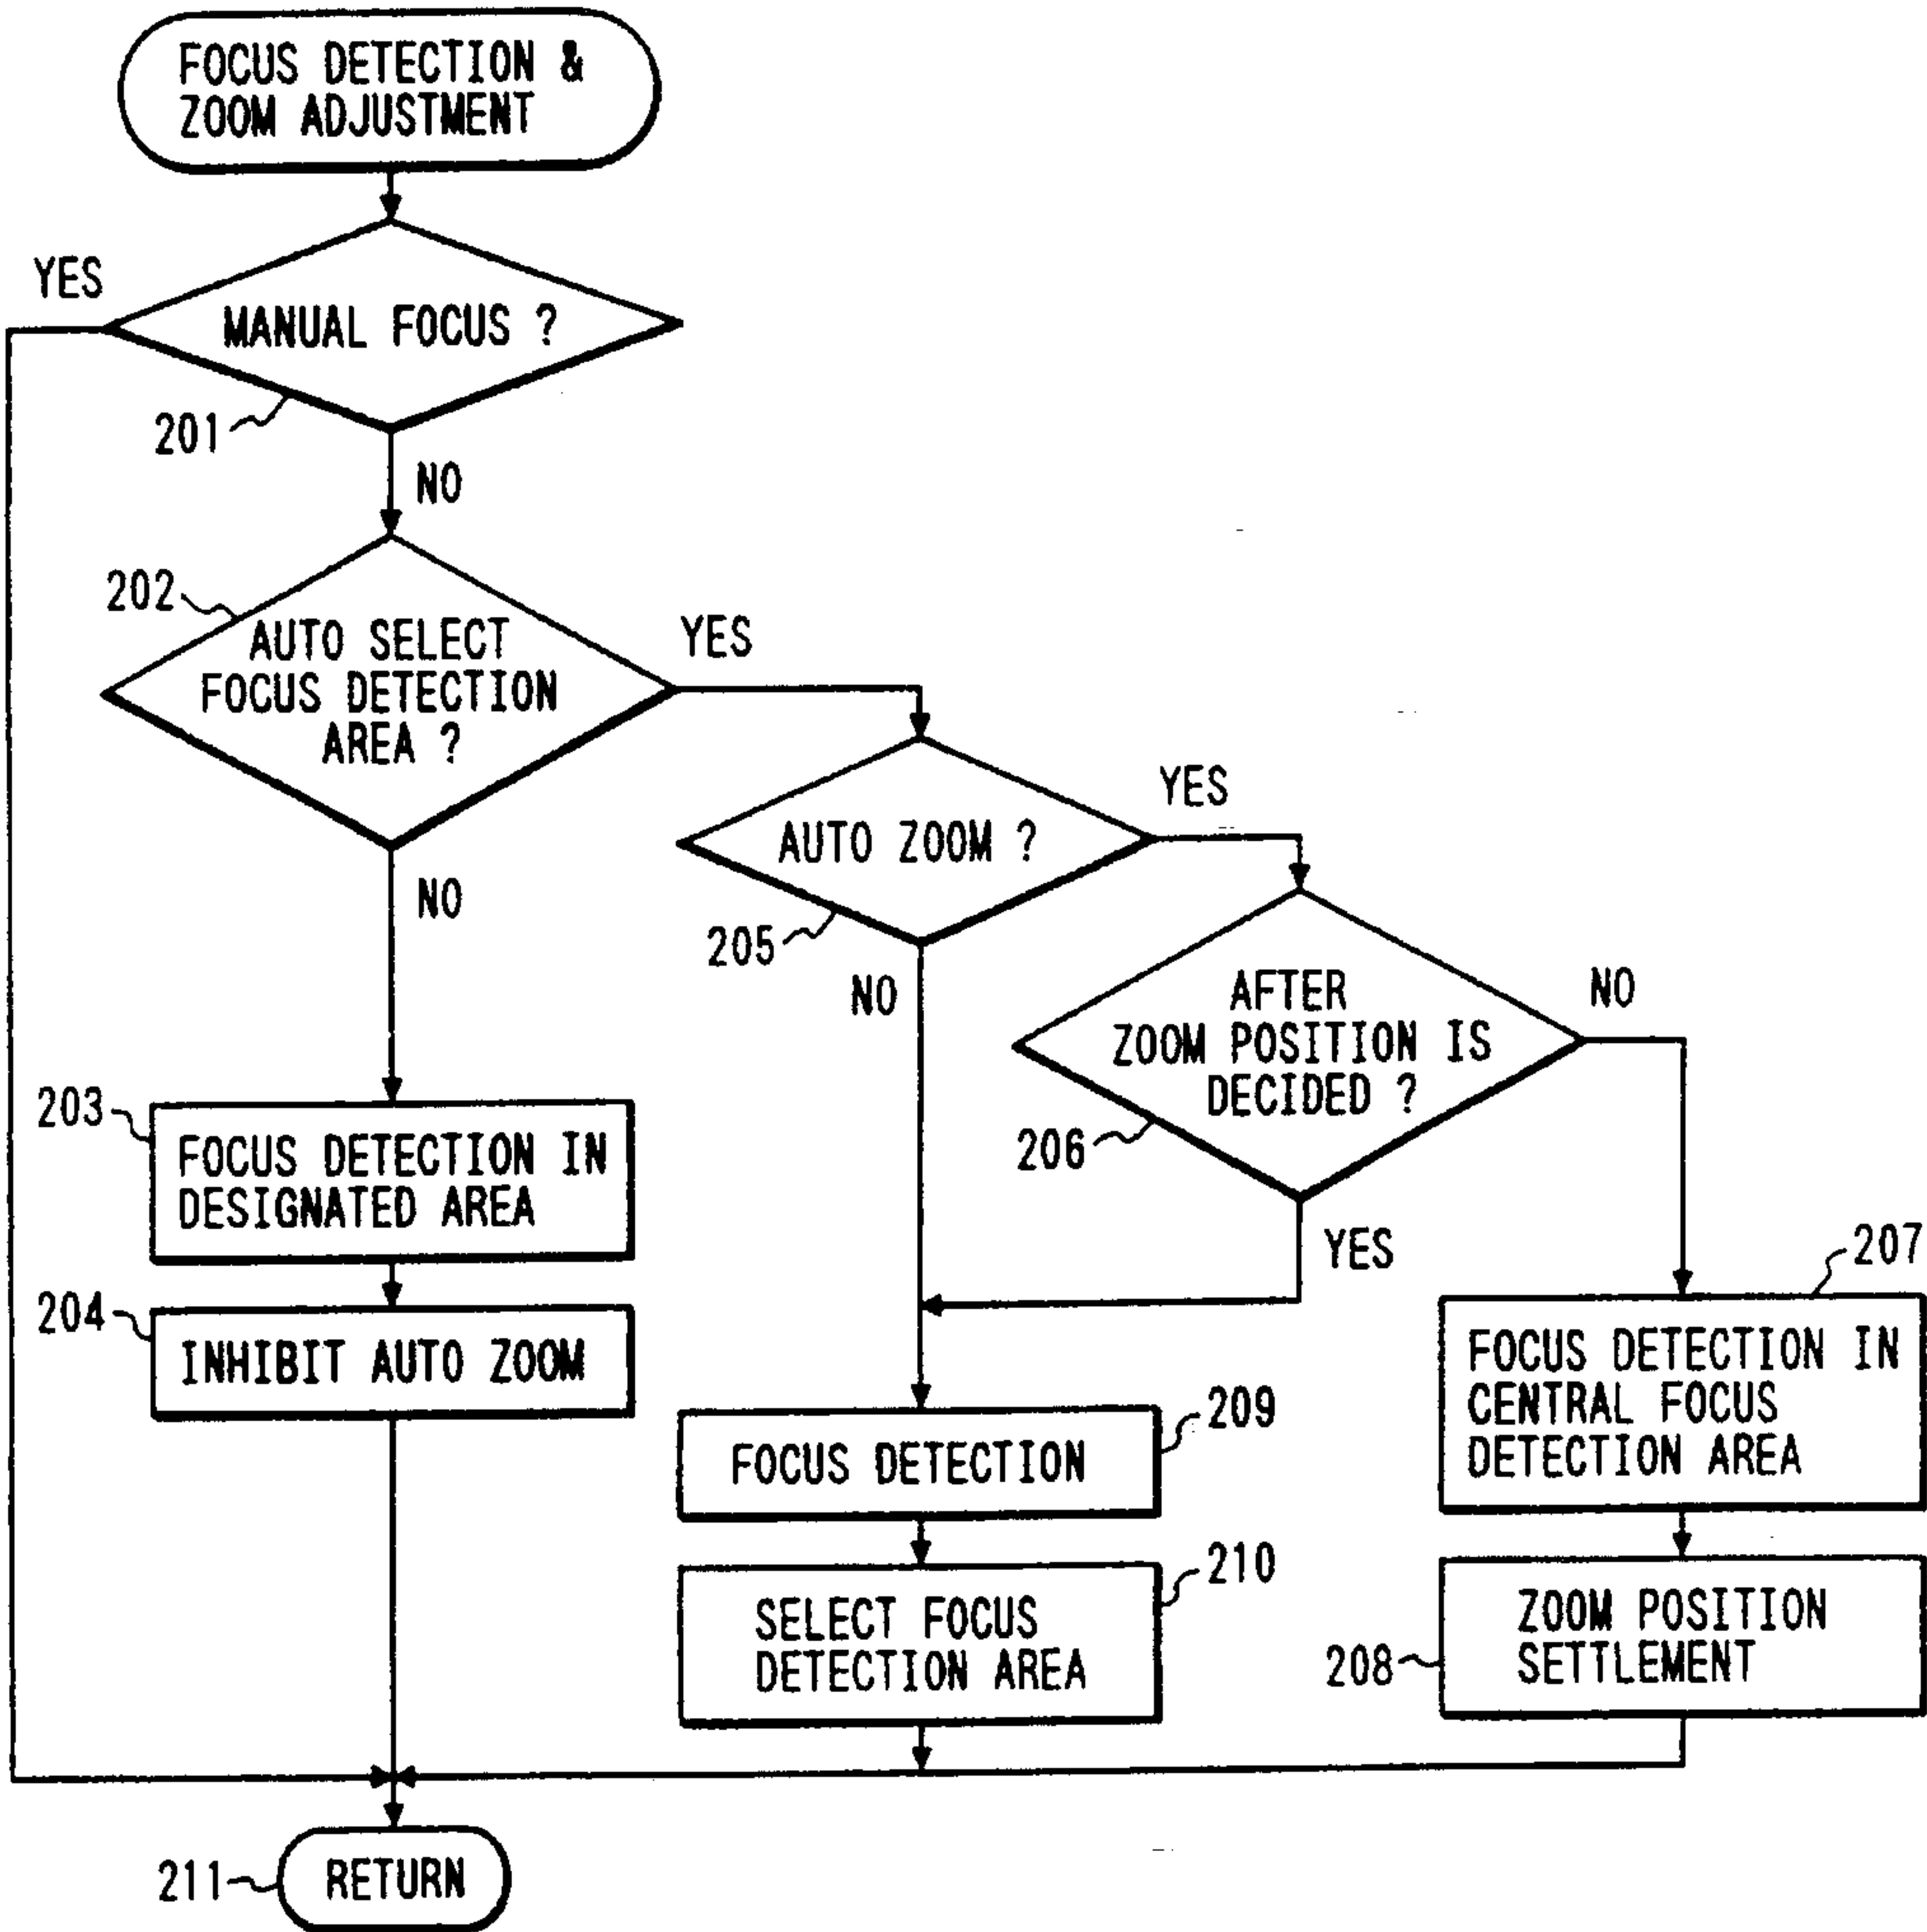 FOCUS DETECTION &
ZOOM ADJUSTMENT
YES
MANUAL FOCUS ?
201
NO
202
AUTO SELECT
FOCUS DETECTION
AREA ?
YES
AUTO ZOOM ?
YES
NO
205
NO
AFTER
ZOOM POSITION IS
DECIDED ?
NO
206
YES
203
FOCUS DETECTION IN
DESIGNATED AREA
204
INHIBIT AUTO ZOOM
207
FOCUS DETECTION IN
CENTRAL FOCUS
DETECTION AREA
209
FOCUS DETECTION
210
SELECT FOCUS
DETECTION AREA
208
ZOOM POSITION
SETTLEMENT
211
RETURN